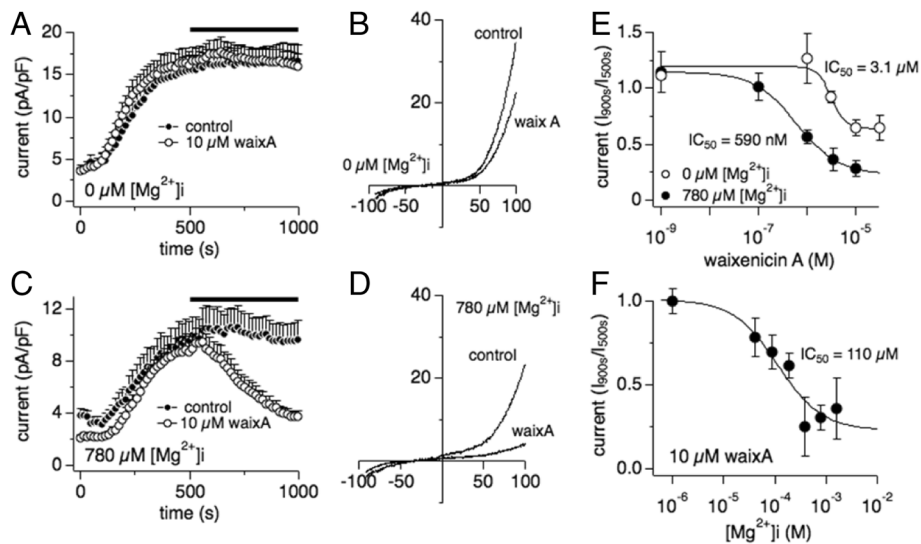 A
20
15
10
5
0
current (pA/pF)
control
10 µM waixA
0 µM [Mg2+]i
0
500
1000
time (s)
B
40
20
control
waix A
0 µM [Mg2+]i
-100
-50
50
100
E
1.5
1.0
0.5
0.0
current (I900s/I500s)
IC50 = 3.1 µM
IC50 = 590 nM
0 µM [Mg2+]i
780 µM [Mg2+]i
10-9
10-7
10-5
waixenicin A (M)
C
12
8
4
0
current (pA/pF)
control
10 µM waixA
780 µM [Mg2+]i
0
500
1000
time (s)
D
40
20
780 µM [Mg2+]i
control
waixA
-100
-50
50
100
F
1.0
0.5
0.0
current (I900s/I500s)
IC50 = 110 µM
10 µM waixA
10-6
10-5
10-4
10-3
10-2
[Mg2+]i (M)